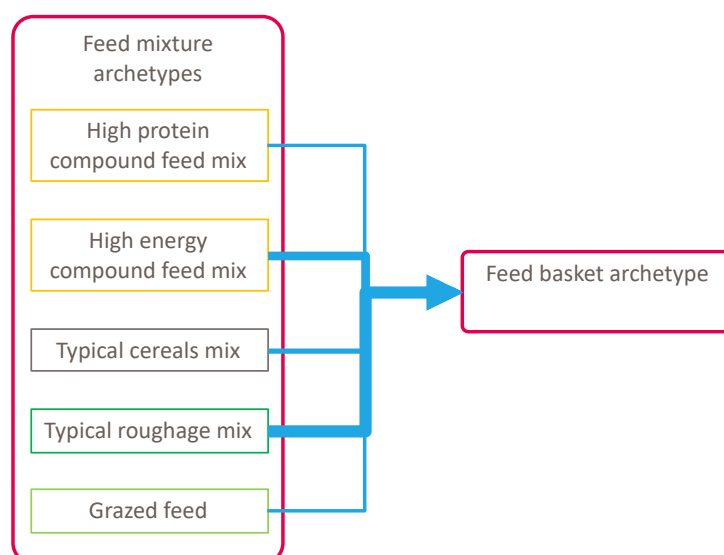 Feed mixture
archetypes
High protein
compound feed mix
High energy
compound feed mix
Typical cereals mix
Typical roughage mix
Grazed feed
Feed basket archetype